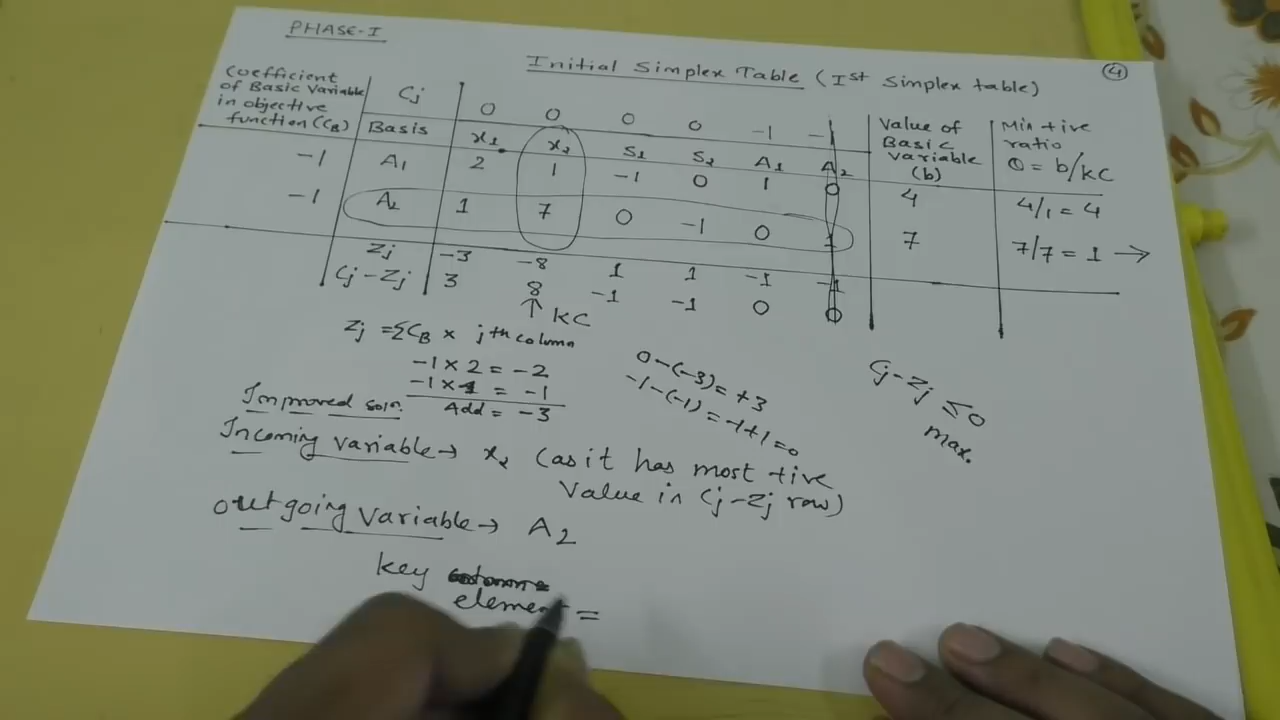 PHASE-I
④
Initial Simplex Table (Ist Simplex table)
Coefficient of Basic Variable in objective function (CB) | Cj | 0 0 0 0 -1 -1 | Value of Basic Variable (b) | Min +ive ratio θ = b/KC
Basis | x1 x2 S1 S2 A1 A2
-1 | A1 | 2 1 -1 0 1 0 | 4 | 4/1 = 4
-1 | A2 | 1 7 0 -1 0 1 | 7 | 7/7 = 1 →
Zj | -3 -8 1 1 -1 -1
Cj-Zj | 3 8 -1 -1 0 0
↑ KC
Zj = ΣCB × jth column
-1 × 2 = -2
-1 × 1 = -1
Add = -3
0-(-3) = +3
-1-(-1) = -1+1=0
Cj-Zj ≤ 0
max.
Improved soln.
Incoming variable → x2 (as it has most +ive
Value in Cj-Zj row)
outgoing variable → A2
key
element =